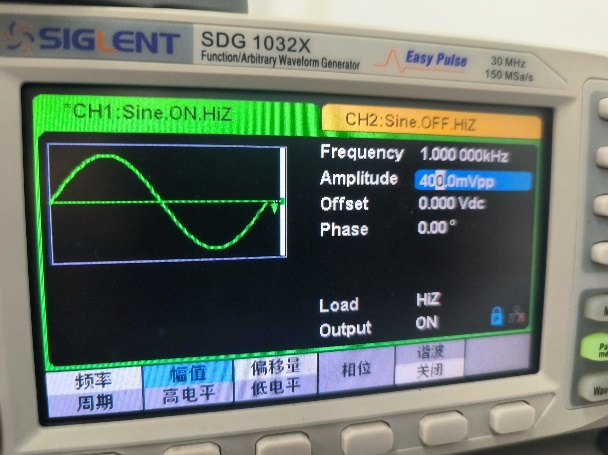 SIGLENT
SDG 1032X
Function/Arbitrary Waveform Generator
Easy Pulse
30 MHz
150 MSa/s
CH1:Sine.ON.HiZ
CH2:Sine.OFF.HiZ
Frequency 1.000 000kHz
Amplitude 400.0mVpp
Offset 0.000 Vdc
Phase 0.00°
Load HiZ
Output ON
频率
周期
幅值
高电平
偏移量
低电平
相位
谐波
关闭